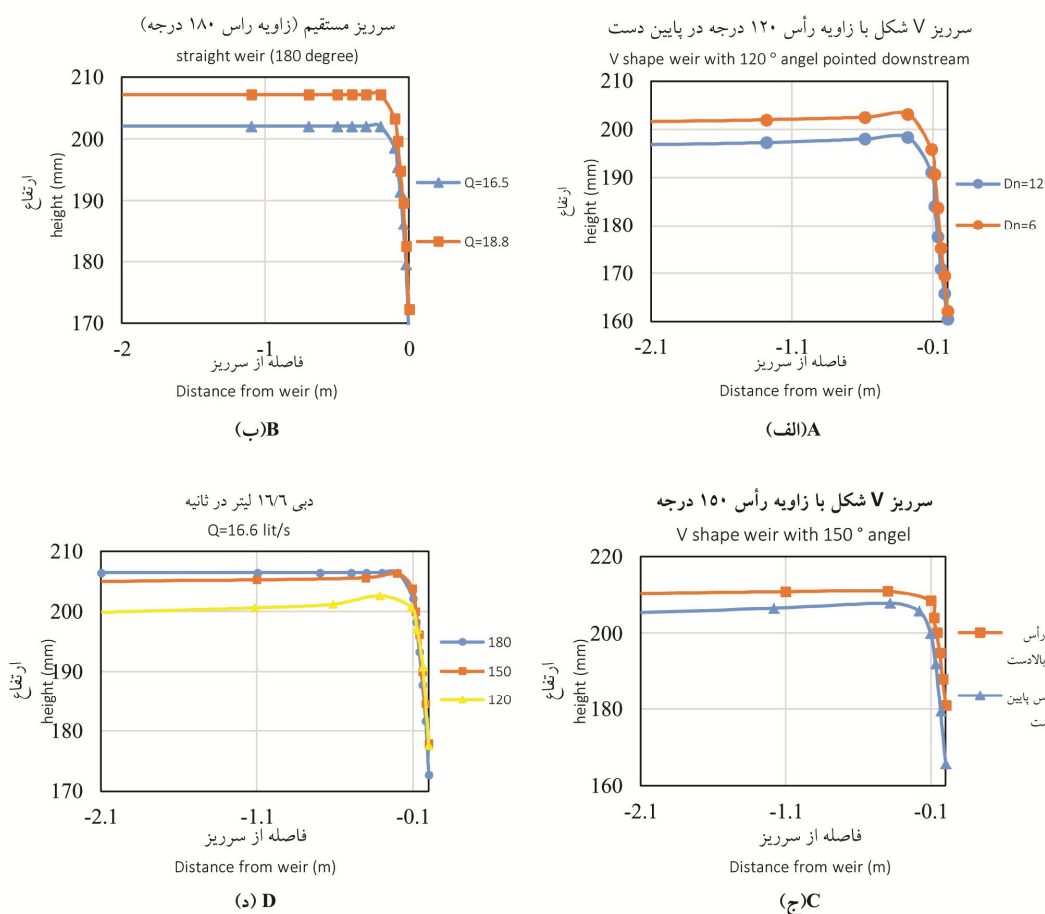 سرریز مستقیم (زاویه راس ۱۸۰ درجه)
straight weir (180 degree)
210
200
190
180
170
-2
-1
0
ارتفاع
height (mm)
Q=16.5
Q=18.8
فاصله از سرریز
Distance from weir (m)
B(ب)
سرریز V شکل با زاویه رأس ۱۲۰ درجه در پایین دست
V shape weir with 120 ° angel pointed downstream
210
200
190
180
170
160
-2.1
-1.1
-0.1
ارتفاع
height (mm)
Dn=12
Dn=6
فاصله از سرریز
Distance from weir (m)
A(الف)
دبی ۱۶/۶ لیتر در ثانیه
Q=16.6 lit/s
210
200
190
180
170
-2.1
-1.1
-0.1
ارتفاع
height (mm)
180
150
120
فاصله از سرریز
Distance from weir (m)
D (د)
سرریز V شکل با زاویه رأس ۱۵۰ درجه
V shape weir with 150 ° angel
220
200
180
160
-2.1
-1.1
-0.1
ارتفاع
height (mm)
رأس
بالادست
س پایین
ست
فاصله از سرریز
Distance from weir (m)
C(ج)